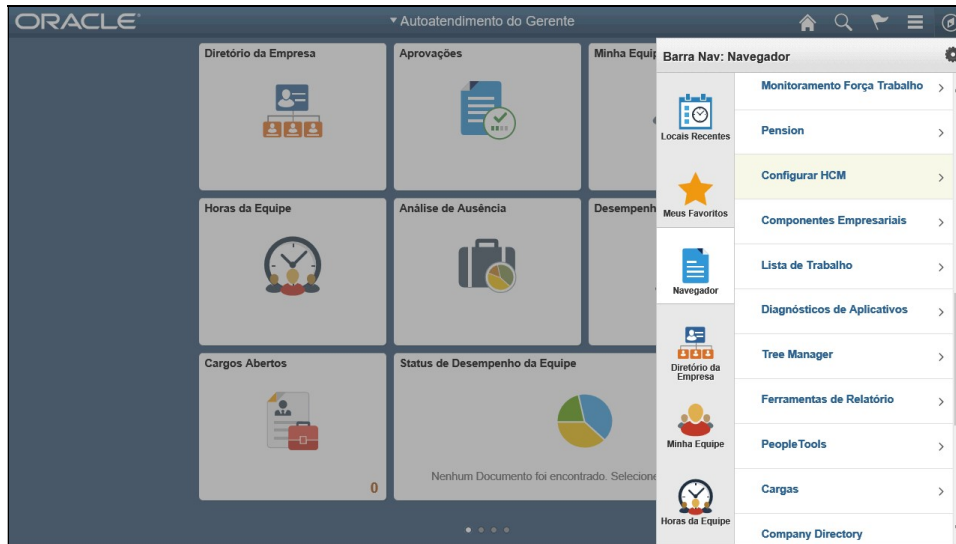 ORACLE
Autoatendimento do Gerente
Diretório da Empresa
Aprovações
Minha Equip
Horas da Equipe
Análise de Ausência
Desempenh
Cargos Abertos
0
Status de Desempenho da Equipe
Nenhum Documento foi encontrado. Selecione
Barra Nav: Navegador
Locais Recentes
Meus Favoritos
Navegador
Diretório da
Empresa
Minha Equipe
Horas da Equipe
Monitoramento Força Trabalho
Pension
Configurar HCM
Componentes Empresariais
Lista de Trabalho
Diagnósticos de Aplicativos
Tree Manager
Ferramentas de Relatório
PeopleTools
Cargas
Company Directory